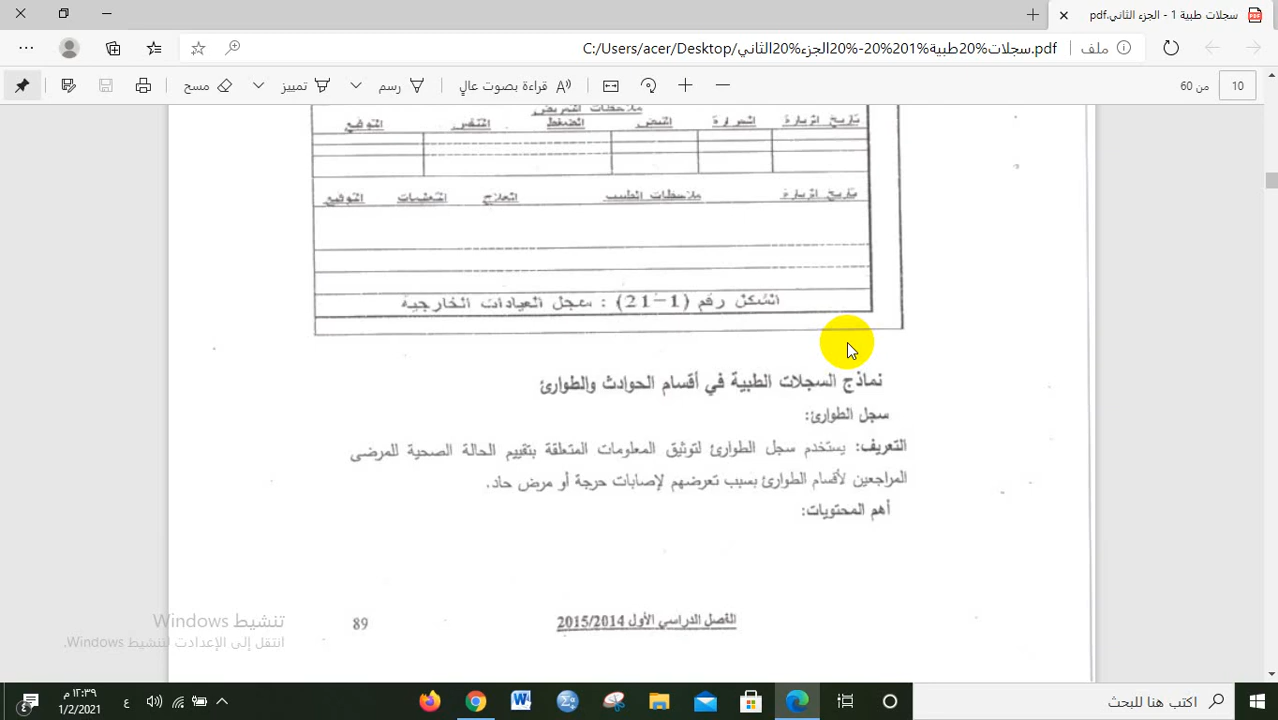 سجلات طبية 1 - الجزء الثاني.pdf
ملف
C:/Users/acer/Desktop/سجلات%20طبية%201%20-%20الجزء%20الثاني.pdf
10
من 60
قراءة بصوت عالٍ
رسم
تمييز
مسح
ملاحظات التمريض
تاريخ الزيارة الحرارة النبض الضغط التنفس التوقيع
تاريخ الزيارة ملاحظات الطبيب العلاج التعليمات التوقيع
الشكل رقم (1-21) : سجل العيادات الخارجية
نماذج السجلات الطبية في أقسام الحوادث والطوارئ
سجل الطوارئ:
التعريف: يستخدم سجل الطوارئ لتوثيق المعلومات المتعلقة بتقييم الحالة الصحية للمرضى
المراجعين لأقسام الطوارئ بسبب تعرضهم لإصابات حرجة أو مرض حاد.
أهم المحتويات:
الفصل الدراسي الأول 2015/2014
89
تنشيط Windows
انتقل إلى الإعدادت لتنشيط Windows.
اكتب هنا للبحث
ع
١٢:٣٩ م
1/2/2021